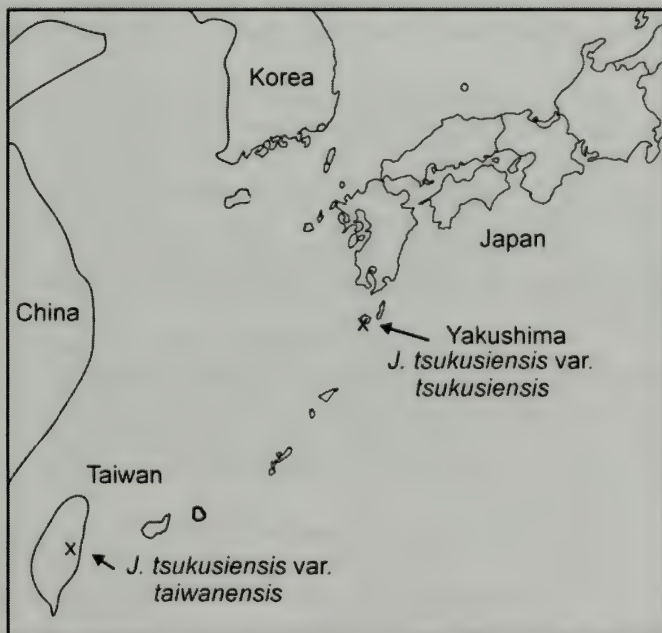 Korea
Japan
China
Yakushima
J. tsukusiensis var.
tsukusiensis
Taiwan
x
x
J. tsukusiensis var.
taiwanensis